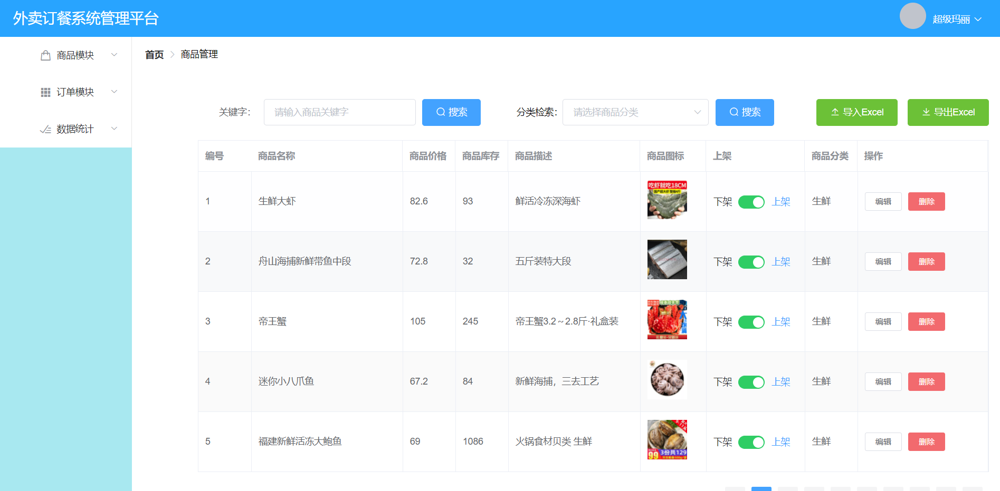 外卖订餐系统管理平台
超级玛丽
商品模块
订单模块
数据统计
首页 商品管理
关键字： 请输入商品关键字 搜索 分类检索： 请选择商品分类 搜索 导入Excel 导出Excel
编号 商品名称 商品价格 商品库存 商品描述 商品图标 上架 商品分类 操作
吃虾就吃18CM
1 生鲜大虾 82.6 93 鲜活冷冻深海虾 下架 上架 生鲜 编辑 删除
2 舟山海捕新鲜带鱼中段 72.8 32 五斤装特大段 下架 上架 生鲜 编辑 删除
3 帝王蟹 105 245 帝王蟹3.2～2.8斤·礼盒装 下架 上架 生鲜 编辑 删除
4 迷你小八爪鱼 67.2 84 新鲜海捕，三去工艺 下架 上架 生鲜 编辑 删除
5 福建新鲜活冻大鲍鱼 69 1086 火锅食材贝类 生鲜 下架 上架 生鲜 编辑 删除
99 3份共129